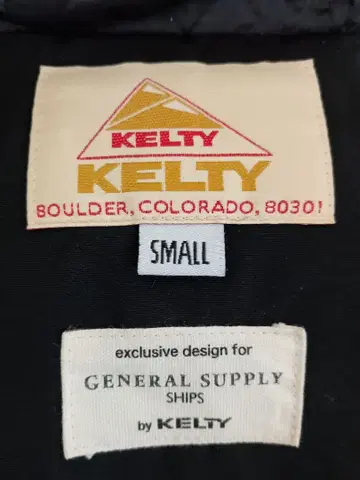 KELTY
KELTY
BOULDER, COLORADO, 80301
SMALL
exclusive design for
GENERAL SUPPLY
SHIPS
by KELTY